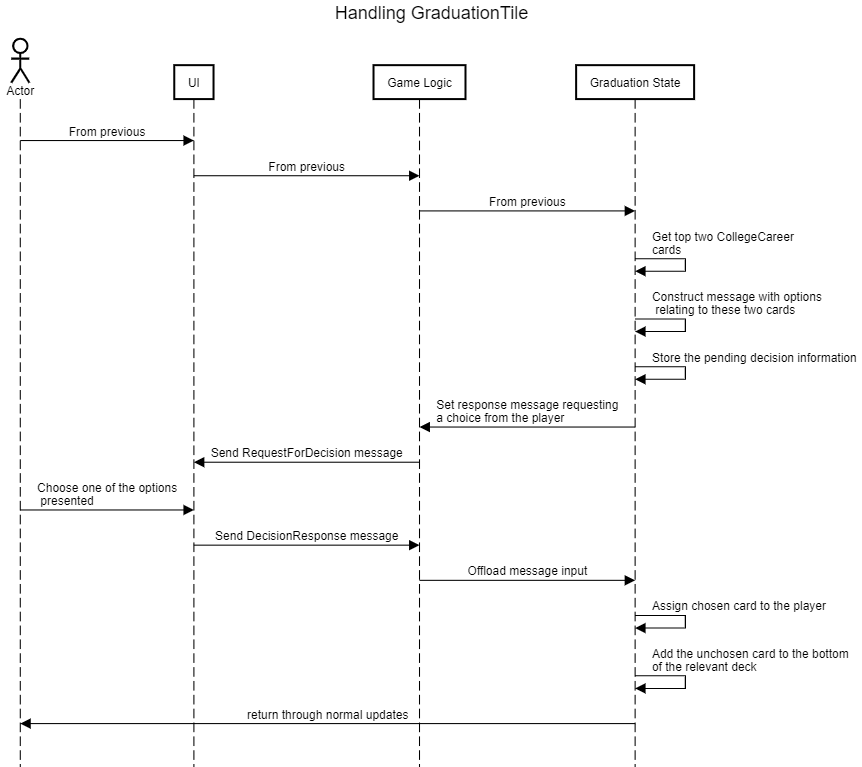 Handling GraduationTile
Actor
UI
Game Logic
Graduation State
From previous
From previous
From previous
Get top two CollegeCareer
cards
Construct message with options
relating to these two cards
Store the pending decision information
Set response message requesting
a choice from the player
Send RequestForDecision message
Choose one of the options
presented
Send DecisionResponse message
Offload message input
Assign chosen card to the player
Add the unchosen card to the bottom
of the relevant deck
return through normal updates